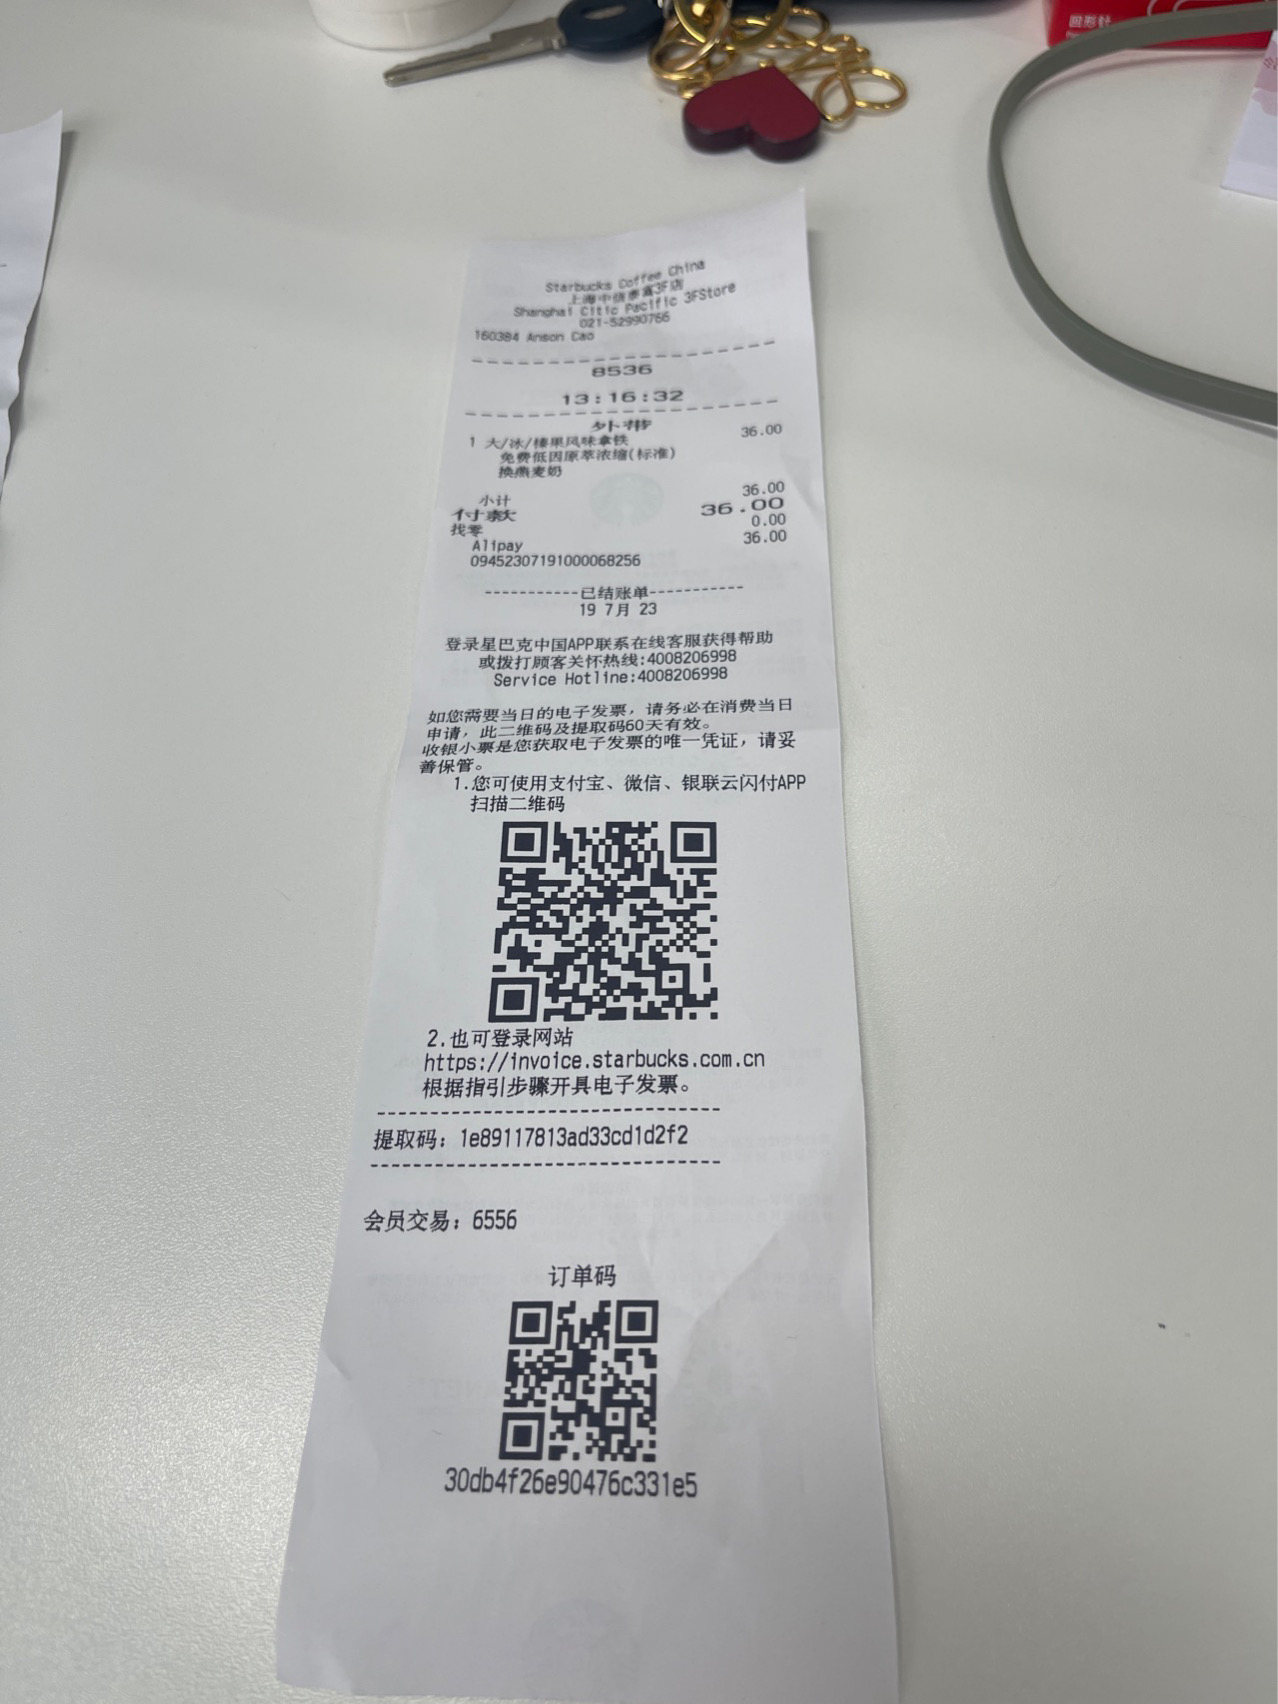 回形针
Starbucks Coffee China
上海中信泰富3F店
Shanghai Citic Pacific 3FStore
021-52990766
160384 Anson Cao
8536
13:16:32
外带
1 大/冰/榛果风味拿铁 36.00
免费低因原萃浓缩(标准)
换燕麦奶
小计 36.00
付款 36.00
找零 0.00
Alipay 36.00
09452307191000068256
-----------已结账单-----------
19 7月 23
登录星巴克中国APP联系在线客服获得帮助
或拨打顾客关怀热线:4008206998
Service Hotline:4008206998
如您需要当日的电子发票，请务必在消费当日
申请，此二维码及提取码60天有效。
收银小票是您获取电子发票的唯一凭证，请妥
善保管。
1.您可使用支付宝、微信、银联云闪付APP
扫描二维码
2.也可登录网站
https://invoice.starbucks.com.cn
根据指引步骤开具电子发票。
提取码：1e89117813ad33cd1d2f2
会员交易：6556
订单码
30db4f26e90476c331e5